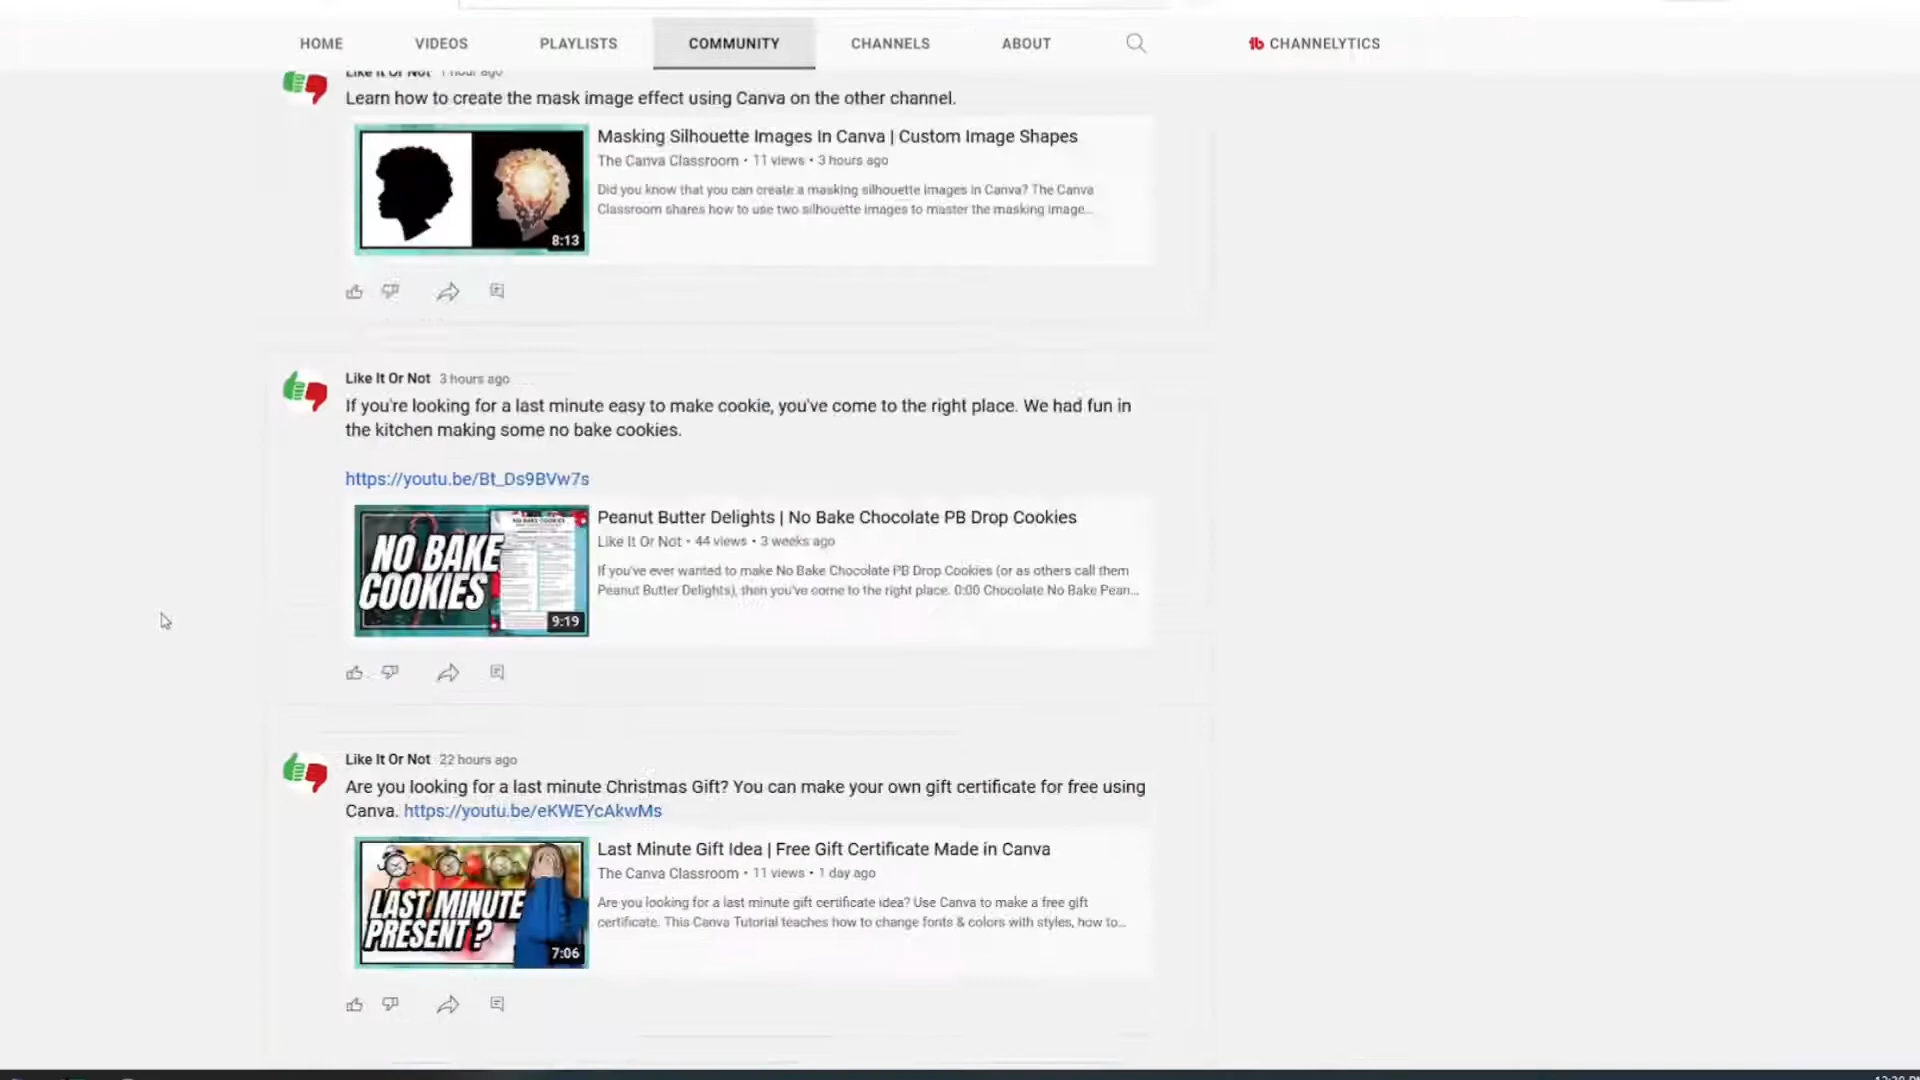 HOME VIDEOS PLAYLISTS COMMUNITY CHANNELS ABOUT CHANNELYTICS
Like It Or Not 1 hour ago
Learn how to create the mask image effect using Canva on the other channel.
Masking Silhouette Images In Canva | Custom Image Shapes
The Canva Classroom • 11 views • 3 hours ago
Did you know that you can create a masking silhouette images in Canva? The Canva
Classroom shares how to use two silhouette images to master the masking image...
8:13
Like It Or Not 3 hours ago
If you're looking for a last minute easy to make cookie, you've come to the right place. We had fun in
the kitchen making some no bake cookies.
https://youtu.be/Bt_Ds9BVw7s
NO BAKE
COOKIES
NO BAKE COOKIES
9:19
Peanut Butter Delights | No Bake Chocolate PB Drop Cookies
Like It Or Not • 44 views • 3 weeks ago
If you've ever wanted to make No Bake Chocolate PB Drop Cookies (or as others call them
Peanut Butter Delights), then you've come to the right place. 0:00 Chocolate No Bake Pean...
Like It Or Not 22 hours ago
Are you looking for a last minute Christmas Gift? You can make your own gift certificate for free using
Canva. https://youtu.be/eKWEYcAkwMs
LAST MINUTE
PRESENT ?
7:06
Last Minute Gift Idea | Free Gift Certificate Made in Canva
The Canva Classroom • 11 views • 1 day ago
Are you looking for a last minute gift certificate idea? Use Canva to make a free gift
certificate. This Canva Tutorial teaches how to change fonts & colors with styles, how to...